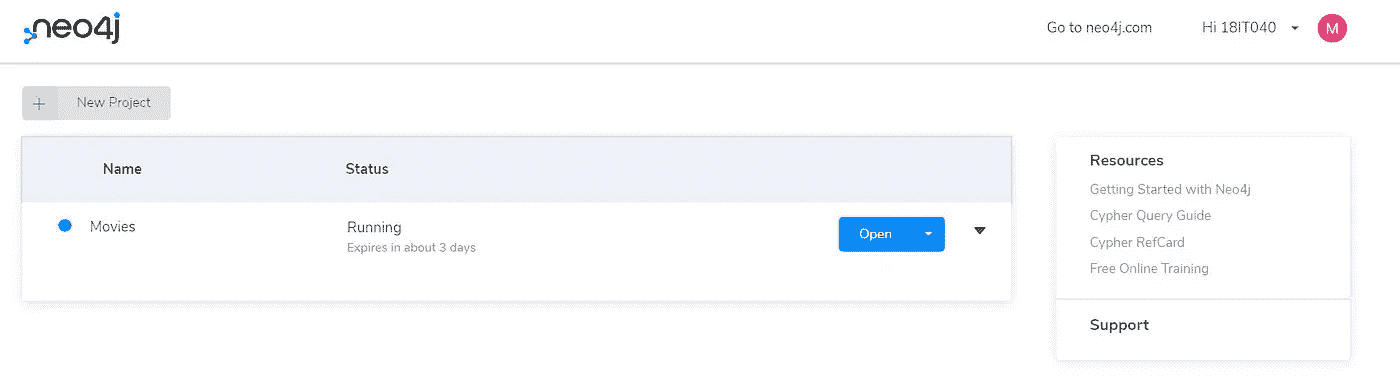 neo4j
Go to neo4j.com
Hi 18IT040
M
+ New Project
Name
Status
Movies
Running
Open
Expires in about 3 days
Resources
Getting Started with Neo4j
Cypher Query Guide
Cypher RefCard
Free Online Training
Support